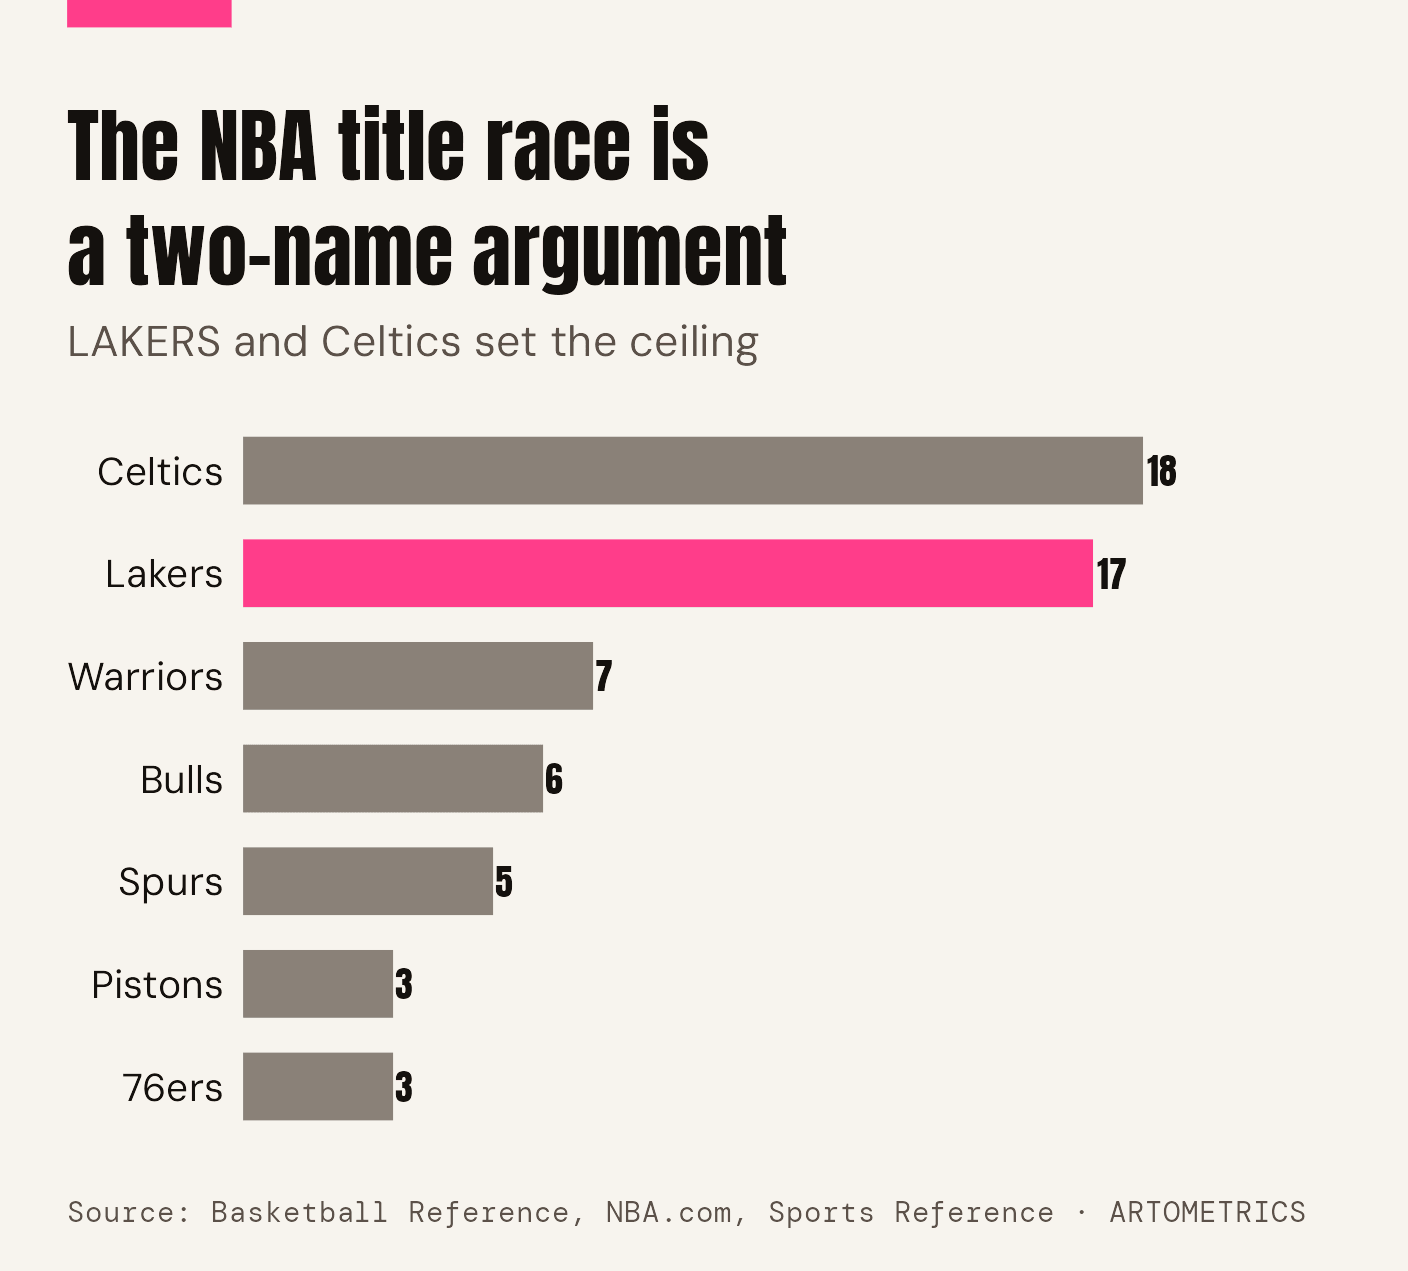 The NBA title race is
a two-name argument
LAKERS and Celtics set the ceiling
Celtics 18
Lakers 17
Warriors 7
Bulls 6
Spurs 5
Pistons 3
76ers 3
Source: Basketball Reference, NBA.com, Sports Reference · ARTOMETRICS